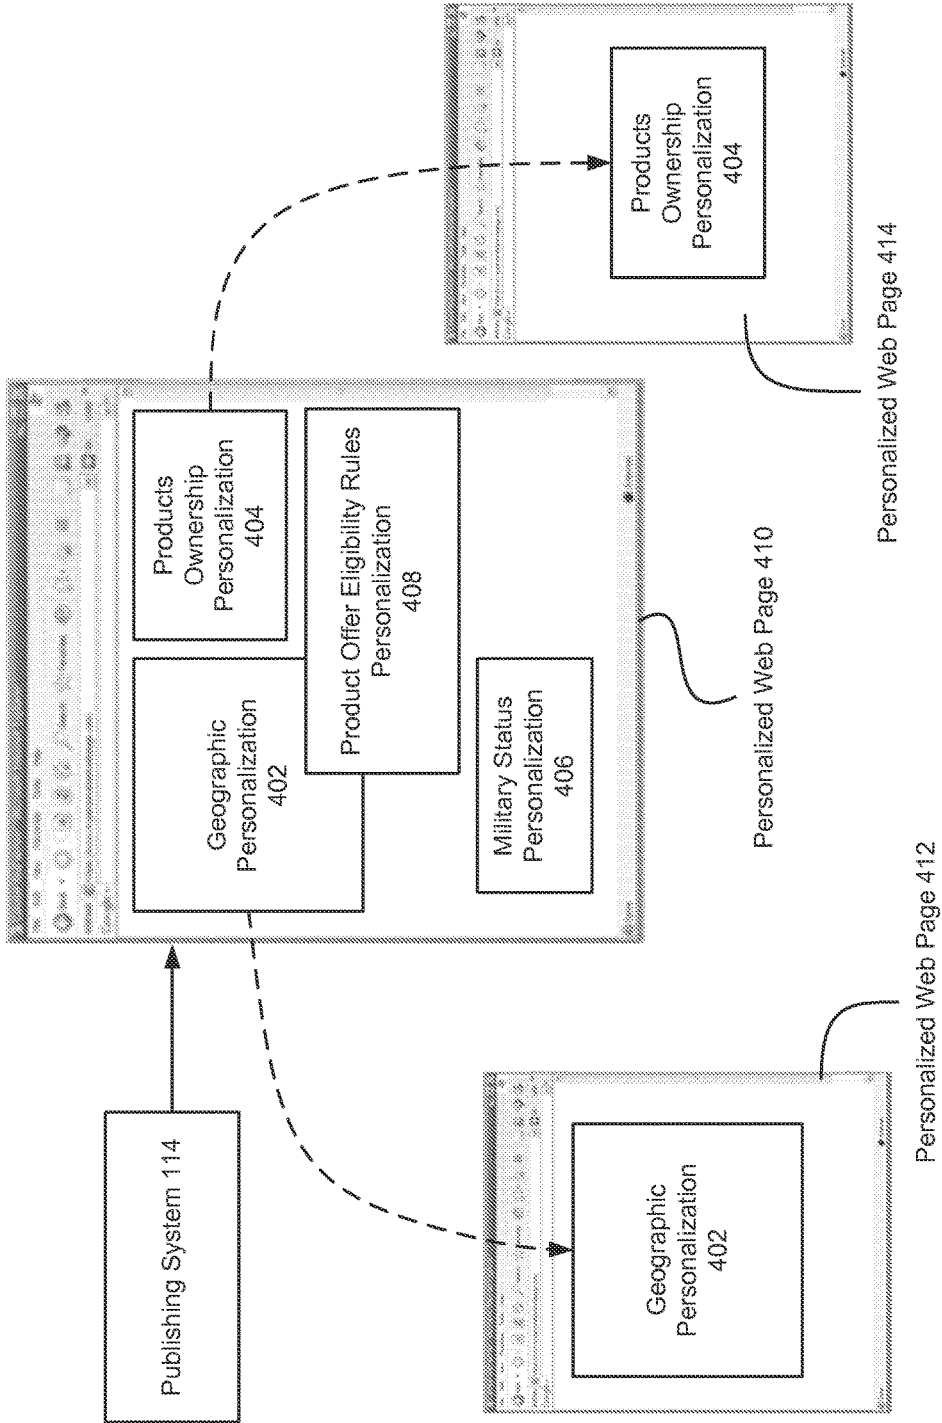 Publishing System 114
Geographic
Personalization
402
Products
Ownership
Personalization
404
Product Offer Eligibility Rules
Personalization
408
Military Status
Personalization
406
Personalized Web Page 410
Geographic
Personalization
402
Personalized Web Page 412
Products
Ownership
Personalization
404
Personalized Web Page 414